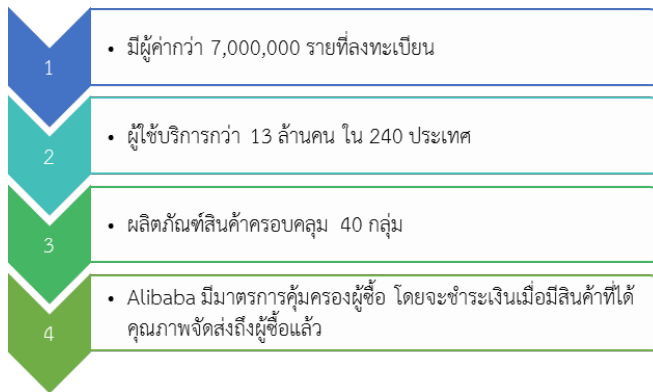 1
• มีผู้ค่ากว่า 7,000,000 รายที่ลงทะเบียน
2
• ผู้ใช้บริการกว่า 13 ล้านคน ใน 240 ประเทศ
3
• ผลิตภัณฑ์สินค้าครอบคลุม 40 กลุ่ม
4
• Alibaba มีมาตรการคุ้มครองผู้ซื้อ โดยจะชำระเงินเมื่อมีสินค้าที่ได้
คุณภาพจัดส่งถึงผู้ซื้อแล้ว